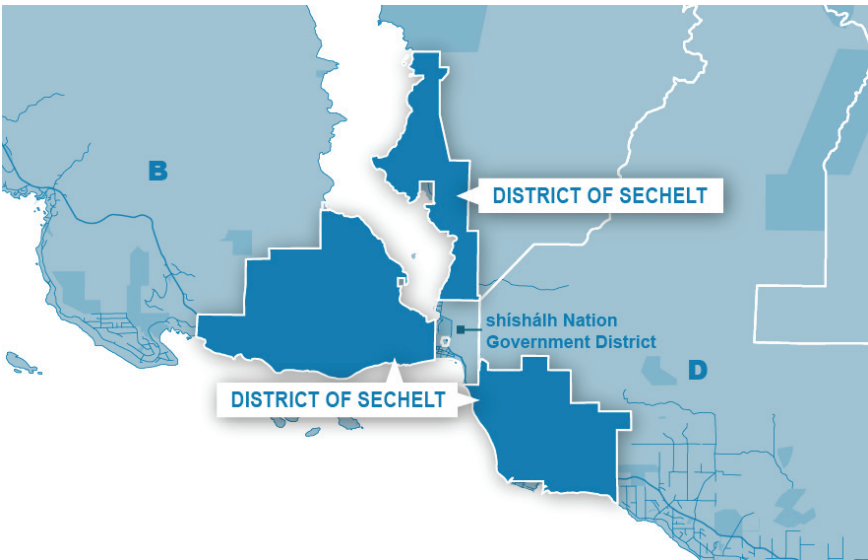 B
DISTRICT OF SECHELT
shíshálh Nation
Government District
D
DISTRICT OF SECHELT